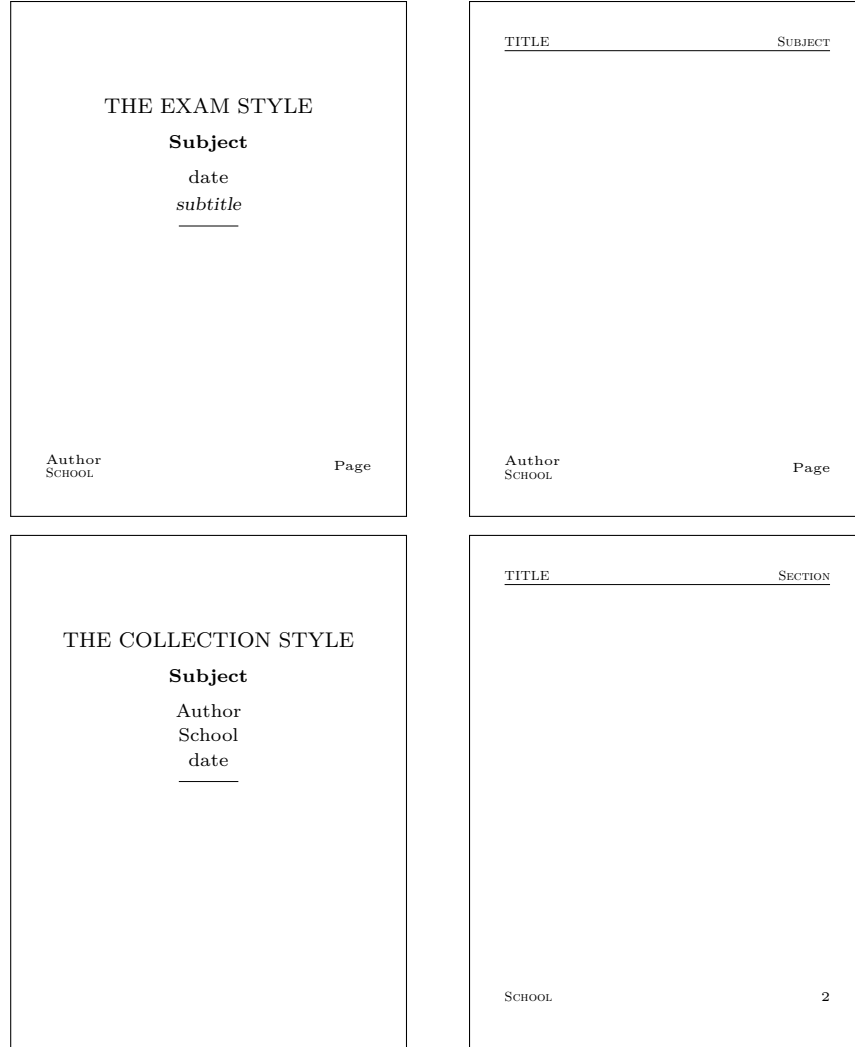 THE EXAM STYLE
Subject
date
subtitle
Author
SCHOOL
Page
TITLE SUBJECT
Author
SCHOOL
Page
THE COLLECTION STYLE
Subject
Author
School
date
TITLE SECTION
SCHOOL 2